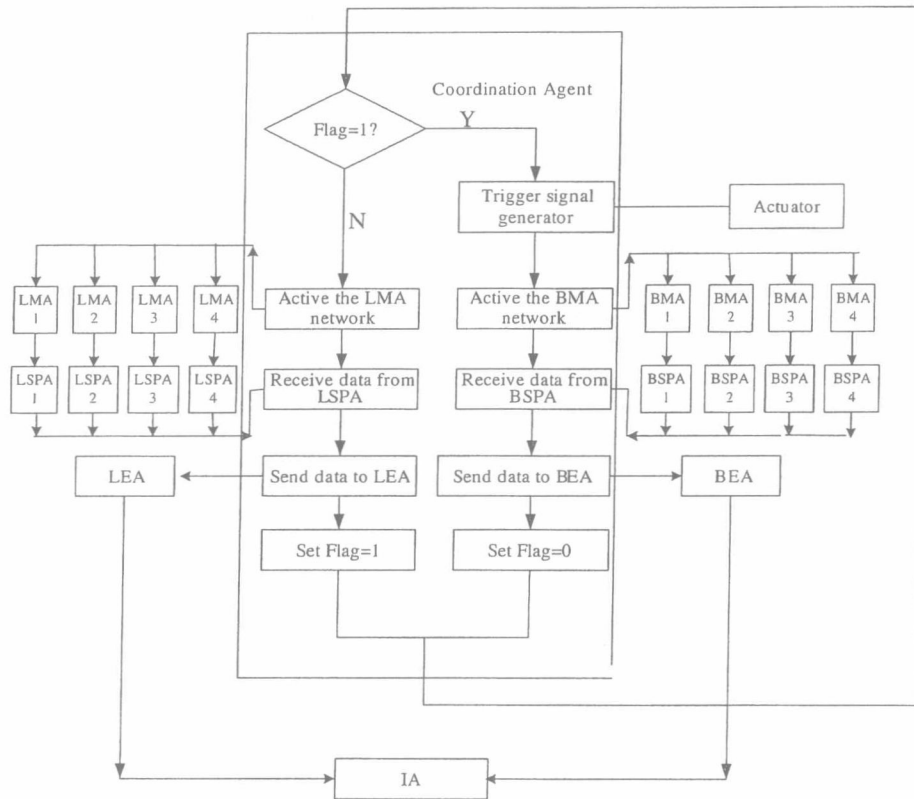 Coordination Agent
Flag=1?
Y
N
Trigger signal
generator
Actuator
LMA
1
LMA
2
LMA
3
LMA
4
Active the LMA
network
Active the BMA
network
BMA
1
BMA
2
BMA
3
BMA
4
LSPA
1
LSPA
2
LSPA
3
LSPA
4
Receive data from
LSPA
Receive data from
BSPA
BSPA
1
BSPA
2
BSPA
3
BSPA
4
LEA
Send data to LEA
Send data to BEA
BEA
Set Flag=1
Set Flag=0
IA